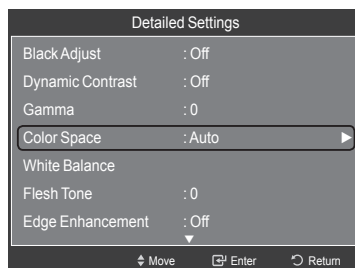 Detailed Settings
Black Adjust : Off
Dynamic Contrast : Off
Gamma : 0
Color Space : Auto
White Balance
Flesh Tone : 0
Edge Enhancement : Off
Move Enter Return